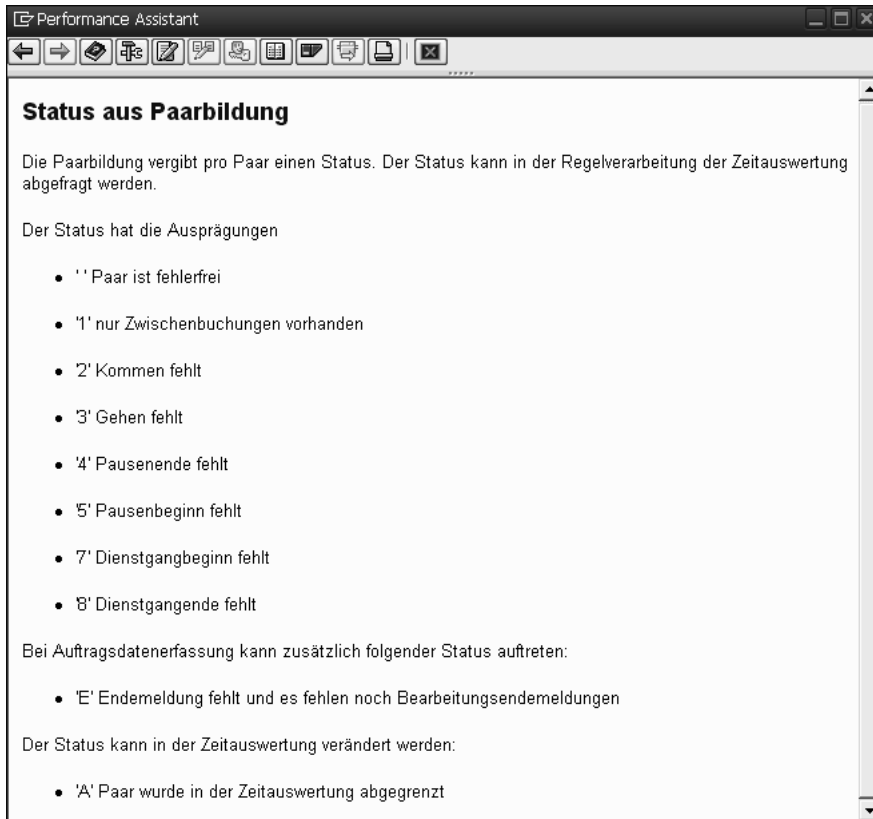 Performance Assistant
Status aus Paarbildung
Die Paarbildung vergibt pro Paar einen Status. Der Status kann in der Regelverarbeitung der Zeitauswertung
abgefragt werden.
Der Status hat die Ausprägungen
• ' ' Paar ist fehlerfrei
• '1' nur Zwischenbuchungen vorhanden
• '2' Kommen fehlt
• '3' Gehen fehlt
• '4' Pausenende fehlt
• '5' Pausenbeginn fehlt
• '7' Dienstgangbeginn fehlt
• '8' Dienstgangende fehlt
Bei Auftragsdatenerfassung kann zusätzlich folgender Status auftreten:
• 'E' Endemeldung fehlt und es fehlen noch Bearbeitungsendemeldungen
Der Status kann in der Zeitauswertung verändert werden:
• 'A' Paar wurde in der Zeitauswertung abgegrenzt